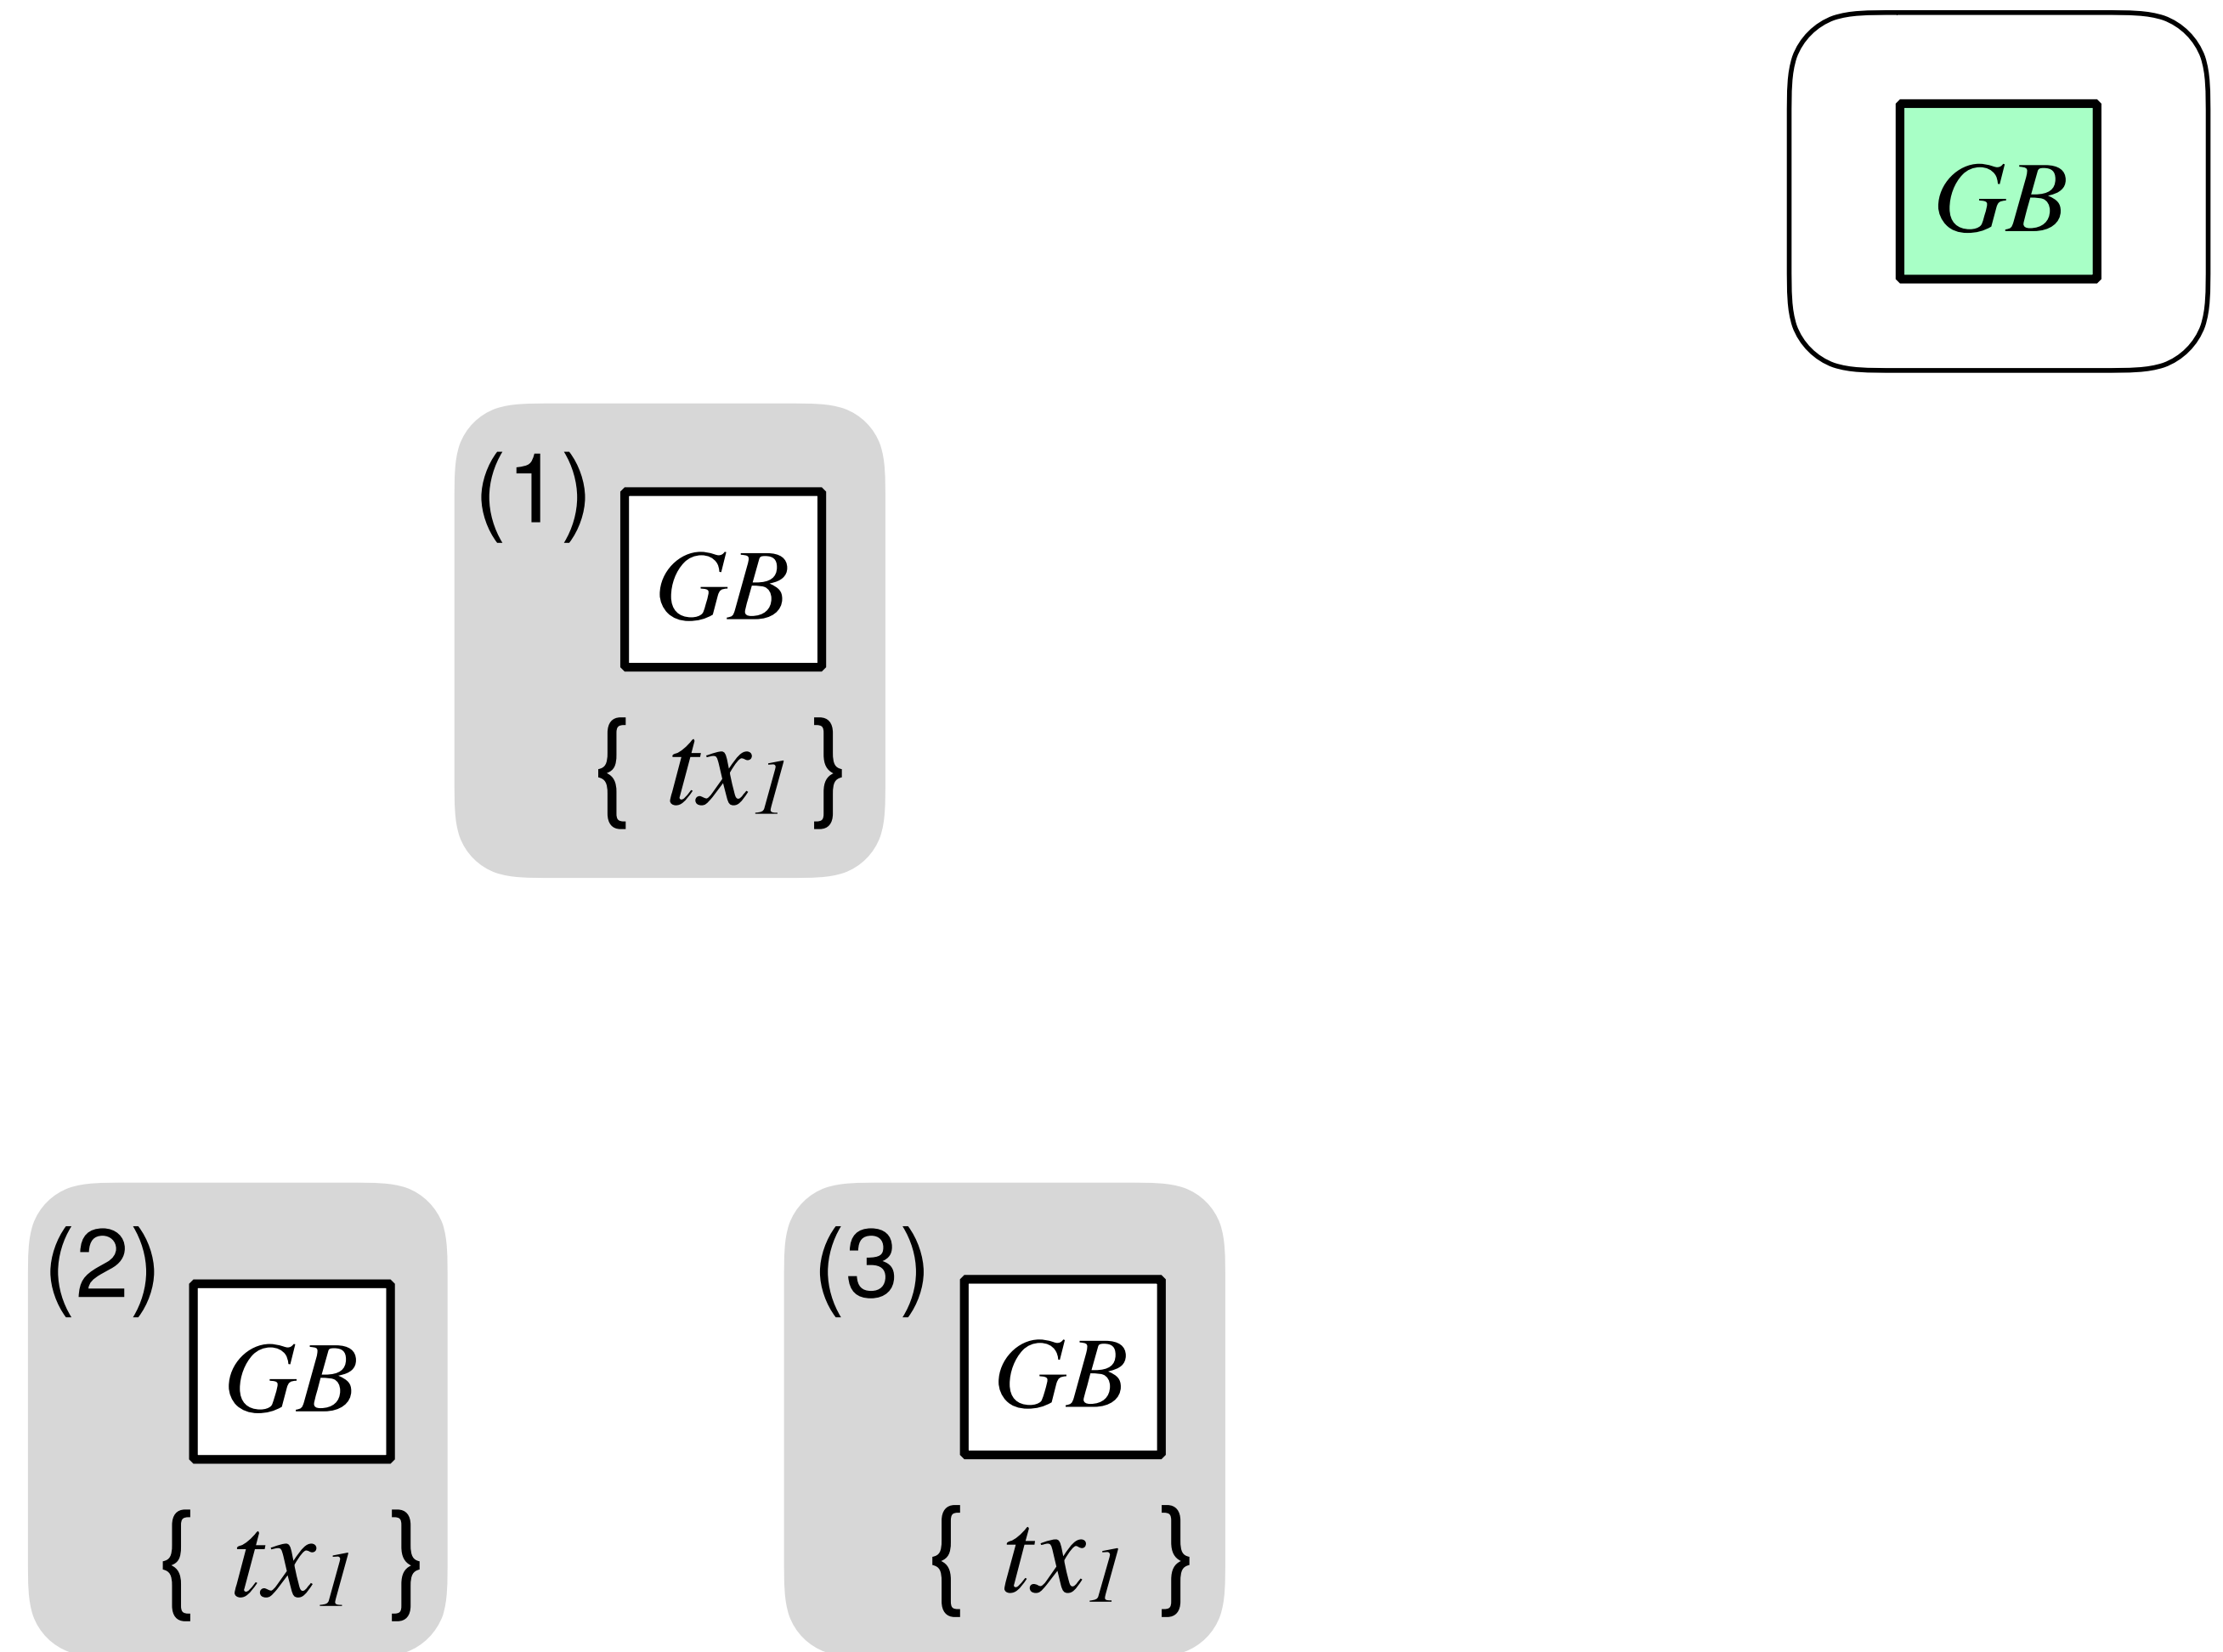 GB
(1)
GB
{ tx1 }
(2)
GB
{ tx1 }
(3)
GB
{ tx1 }